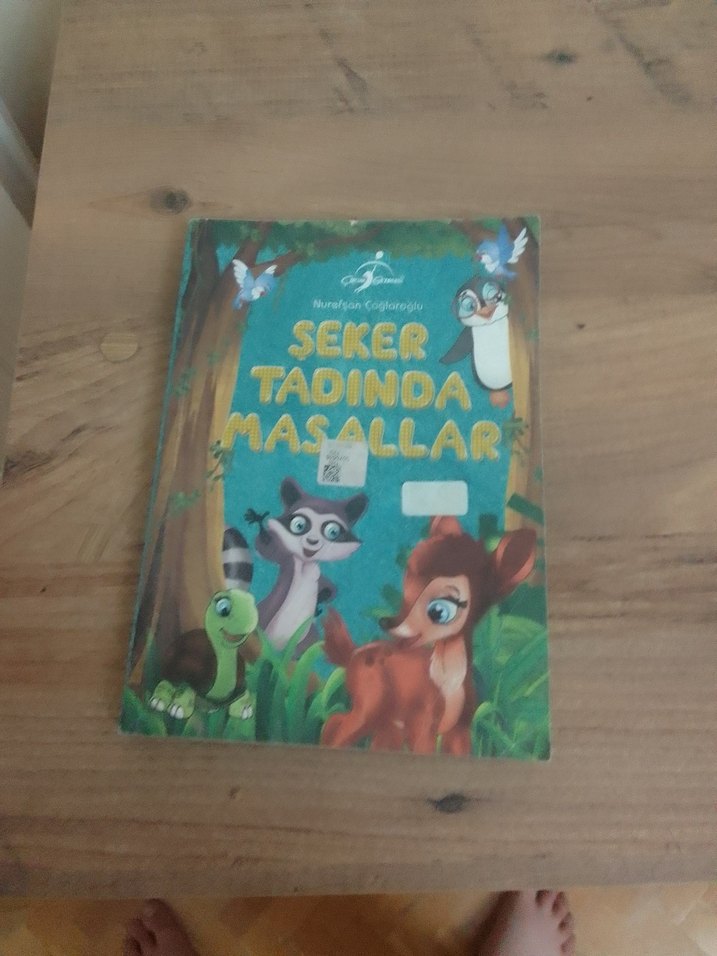 Nurefşan Çağlaroğlu
ŞEKER
TADINDA
MASALLAR